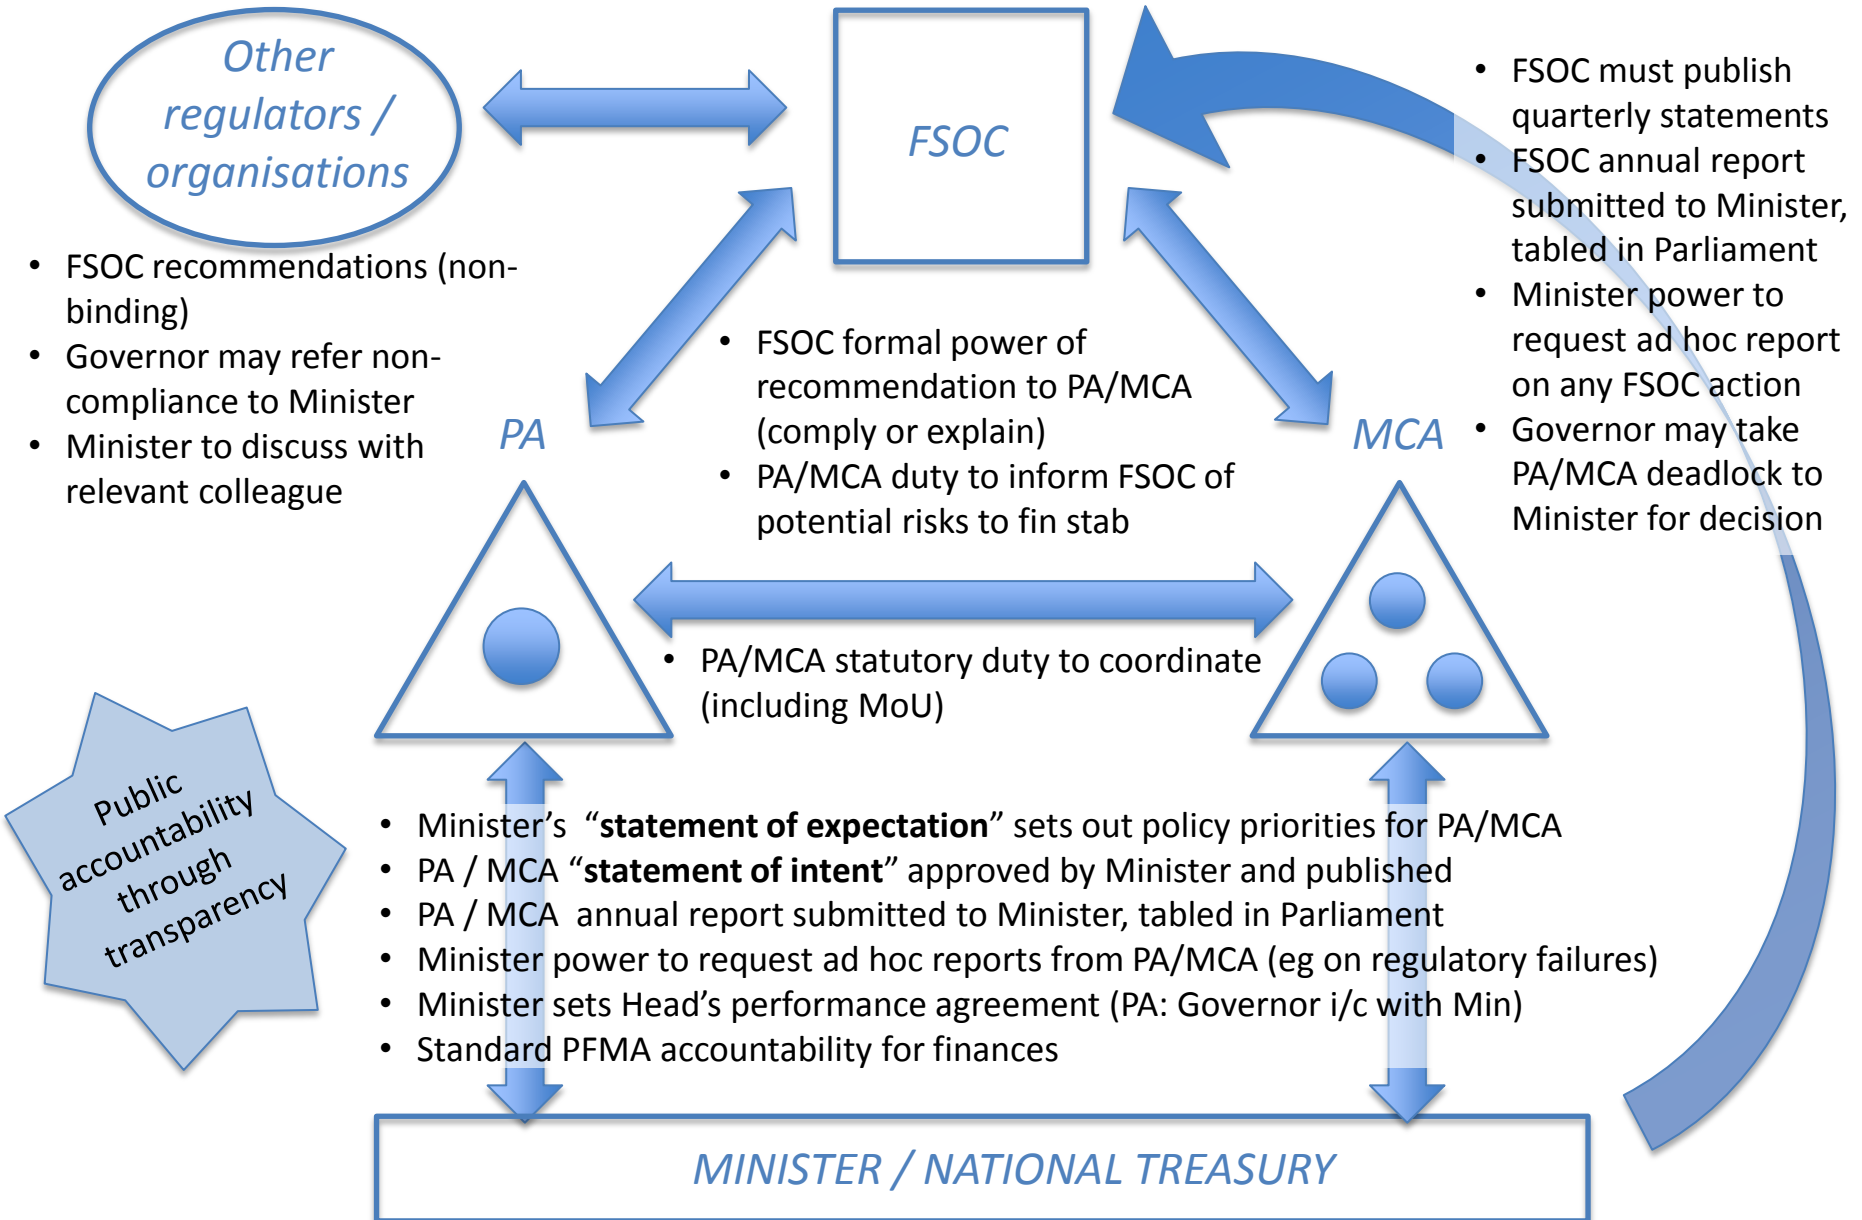 Other
regulators /
organisations
FSOC
• FSOC must publish
quarterly statements
• FSOC annual report
submitted to Minister,
tabled in Parliament
• Minister power to
request ad hoc report
on any FSOC action
• Governor may take
PA/MCA deadlock to
Minister for decision
• FSOC recommendations (non-
binding)
• Governor may refer non-
compliance to Minister
• Minister to discuss with
relevant colleague
• FSOC formal power of
recommendation to PA/MCA
(comply or explain)
• PA/MCA duty to inform FSOC of
potential risks to fin stab
PA
MCA
• PA/MCA statutory duty to coordinate
(including MoU)
Public
accountability
through
transparency
• Minister’s “statement of expectation” sets out policy priorities for PA/MCA
• PA / MCA “statement of intent” approved by Minister and published
• PA / MCA annual report submitted to Minister, tabled in Parliament
• Minister power to request ad hoc reports from PA/MCA (eg on regulatory failures)
• Minister sets Head’s performance agreement (PA: Governor i/c with Min)
• Standard PFMA accountability for finances
MINISTER / NATIONAL TREASURY